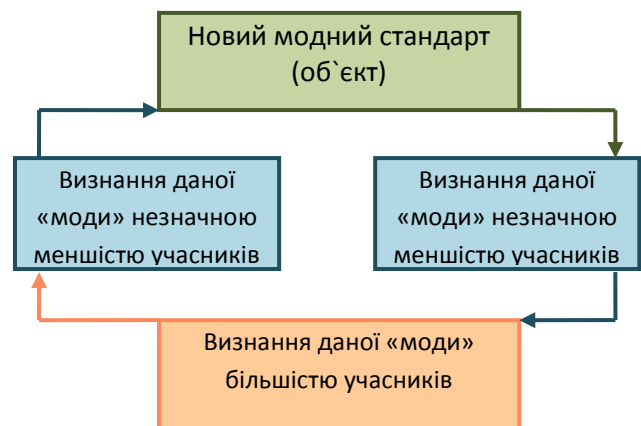 Новий модний стандарт
(об`єкт)
Визнання даної
«моди» незначною
меншістю учасників
Визнання даної
«моди» незначною
меншістю учасників
Визнання даної «моди»
більшістю учасників